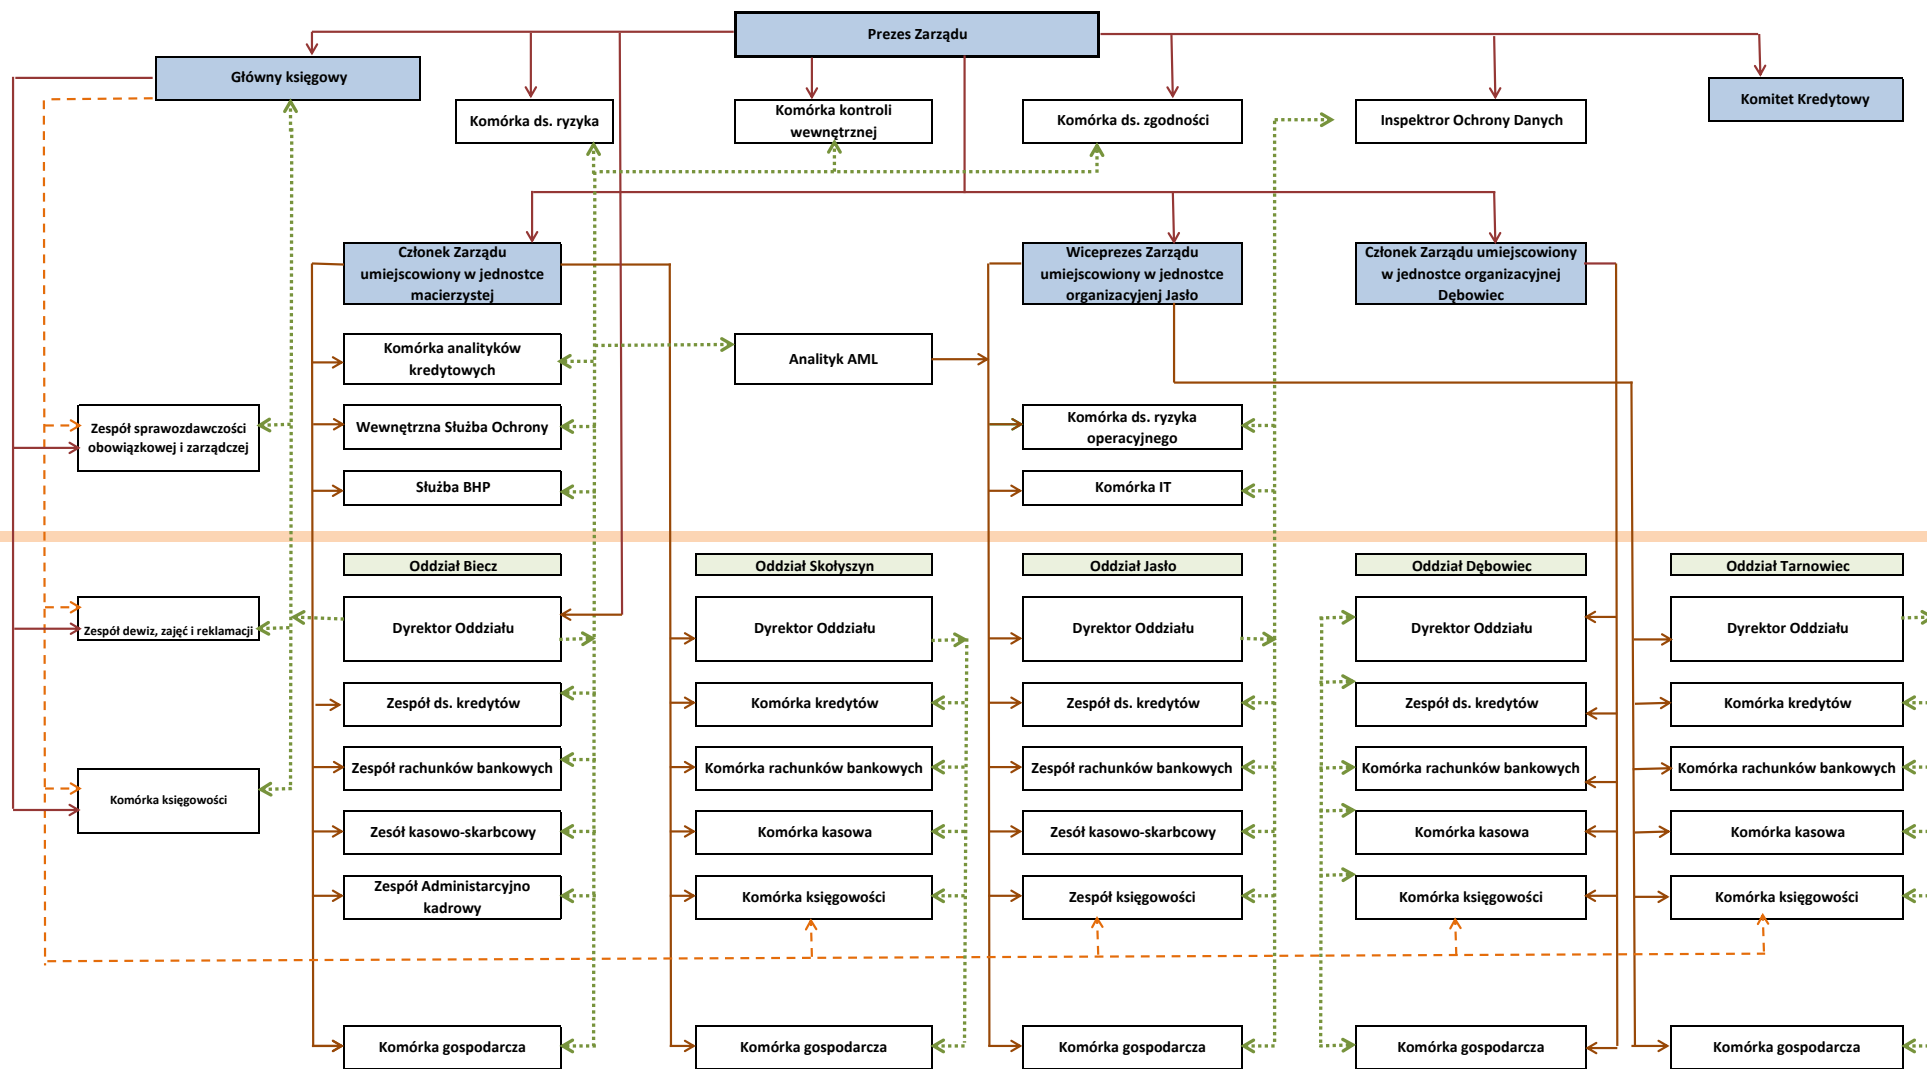 Prezes Zarządu
Główny księgowy
Komórka ds. ryzyka
Komórka kontroli
wewnętrznej
Komórka ds. zgodności
Inspektror Ochrony Danych
Komitet Kredytowy
Członek Zarządu
umiejscowiony w jednostce
macierzystej
Wiceprezes Zarządu
umiejscowiony w jednostce
organizacyjenj Jasło
Członek Zarządu umiejscowiony
w jednostce organizacyjnej
Dębowiec
Komórka analityków
kredytowych
Analityk AML
Zespół sprawozdawczości
obowiązkowej i zarządczej
Wewnętrzna Służba Ochrony
Komórka ds. ryzyka
operacyjnego
Służba BHP
Komórka IT
Oddział Biecz
Oddział Skołyszyn
Oddział Jasło
Oddział Dębowiec
Oddział Tarnowiec
Zespół dewiz, zajęć i reklamacji
Dyrektor Oddziału
Dyrektor Oddziału
Dyrektor Oddziału
Dyrektor Oddziału
Dyrektor Oddziału
Zespół ds. kredytów
Komórka kredytów
Zespół ds. kredytów
Zespół ds. kredytów
Komórka kredytów
Zespół rachunków bankowych
Komórka rachunków bankowych
Zespół rachunków bankowych
Komórka rachunków bankowych
Komórka rachunków bankowych
Komórka księgowości
Zesół kasowo-skarbcowy
Komórka kasowa
Zesół kasowo-skarbcowy
Komórka kasowa
Komórka kasowa
Zespół Administarcyjno
kadrowy
Komórka księgowości
Zespół księgowości
Komórka księgowości
Komórka księgowości
Komórka gospodarcza
Komórka gospodarcza
Komórka gospodarcza
Komórka gospodarcza
Komórka gospodarcza